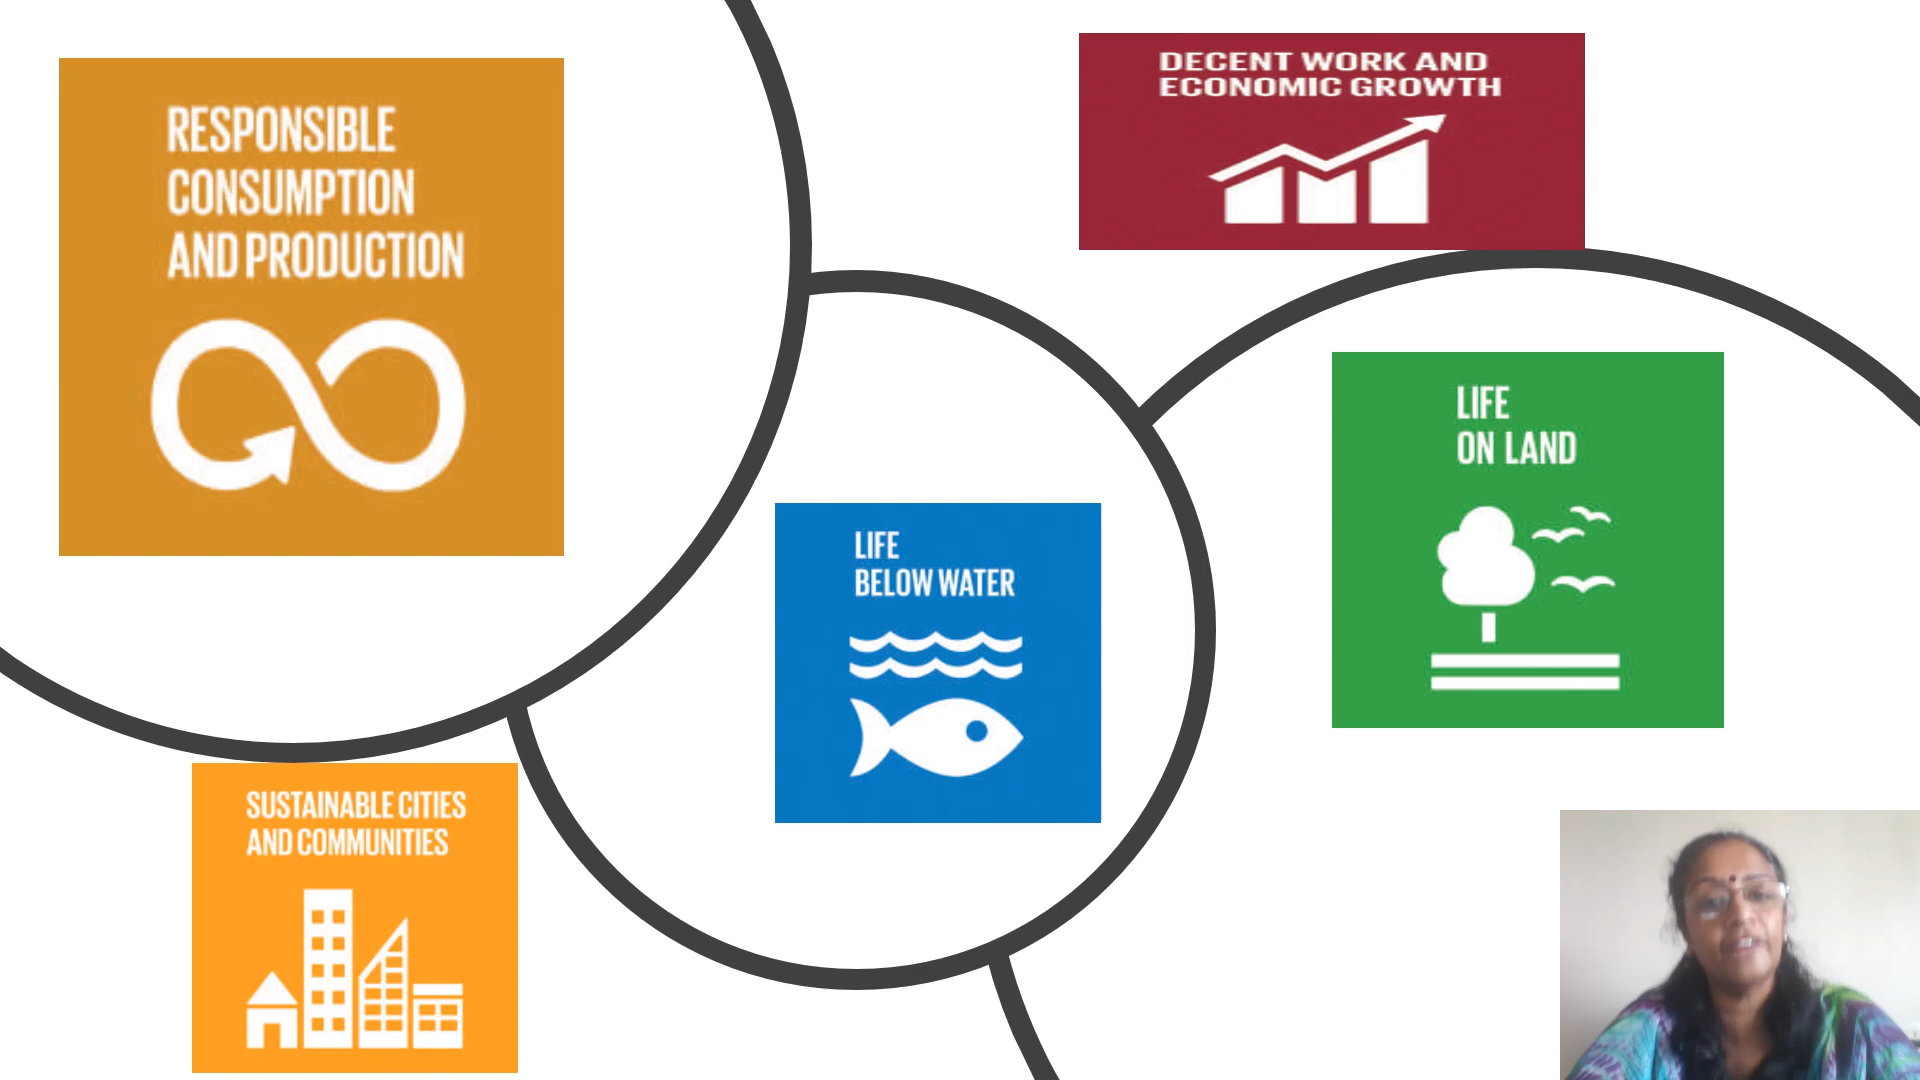 RESPONSIBLE
CONSUMPTION
AND PRODUCTION
DECENT WORK AND
ECONOMIC GROWTH
LIFE
ON LAND
LIFE
BELOW WATER
SUSTAINABLE CITIES
AND COMMUNITIES